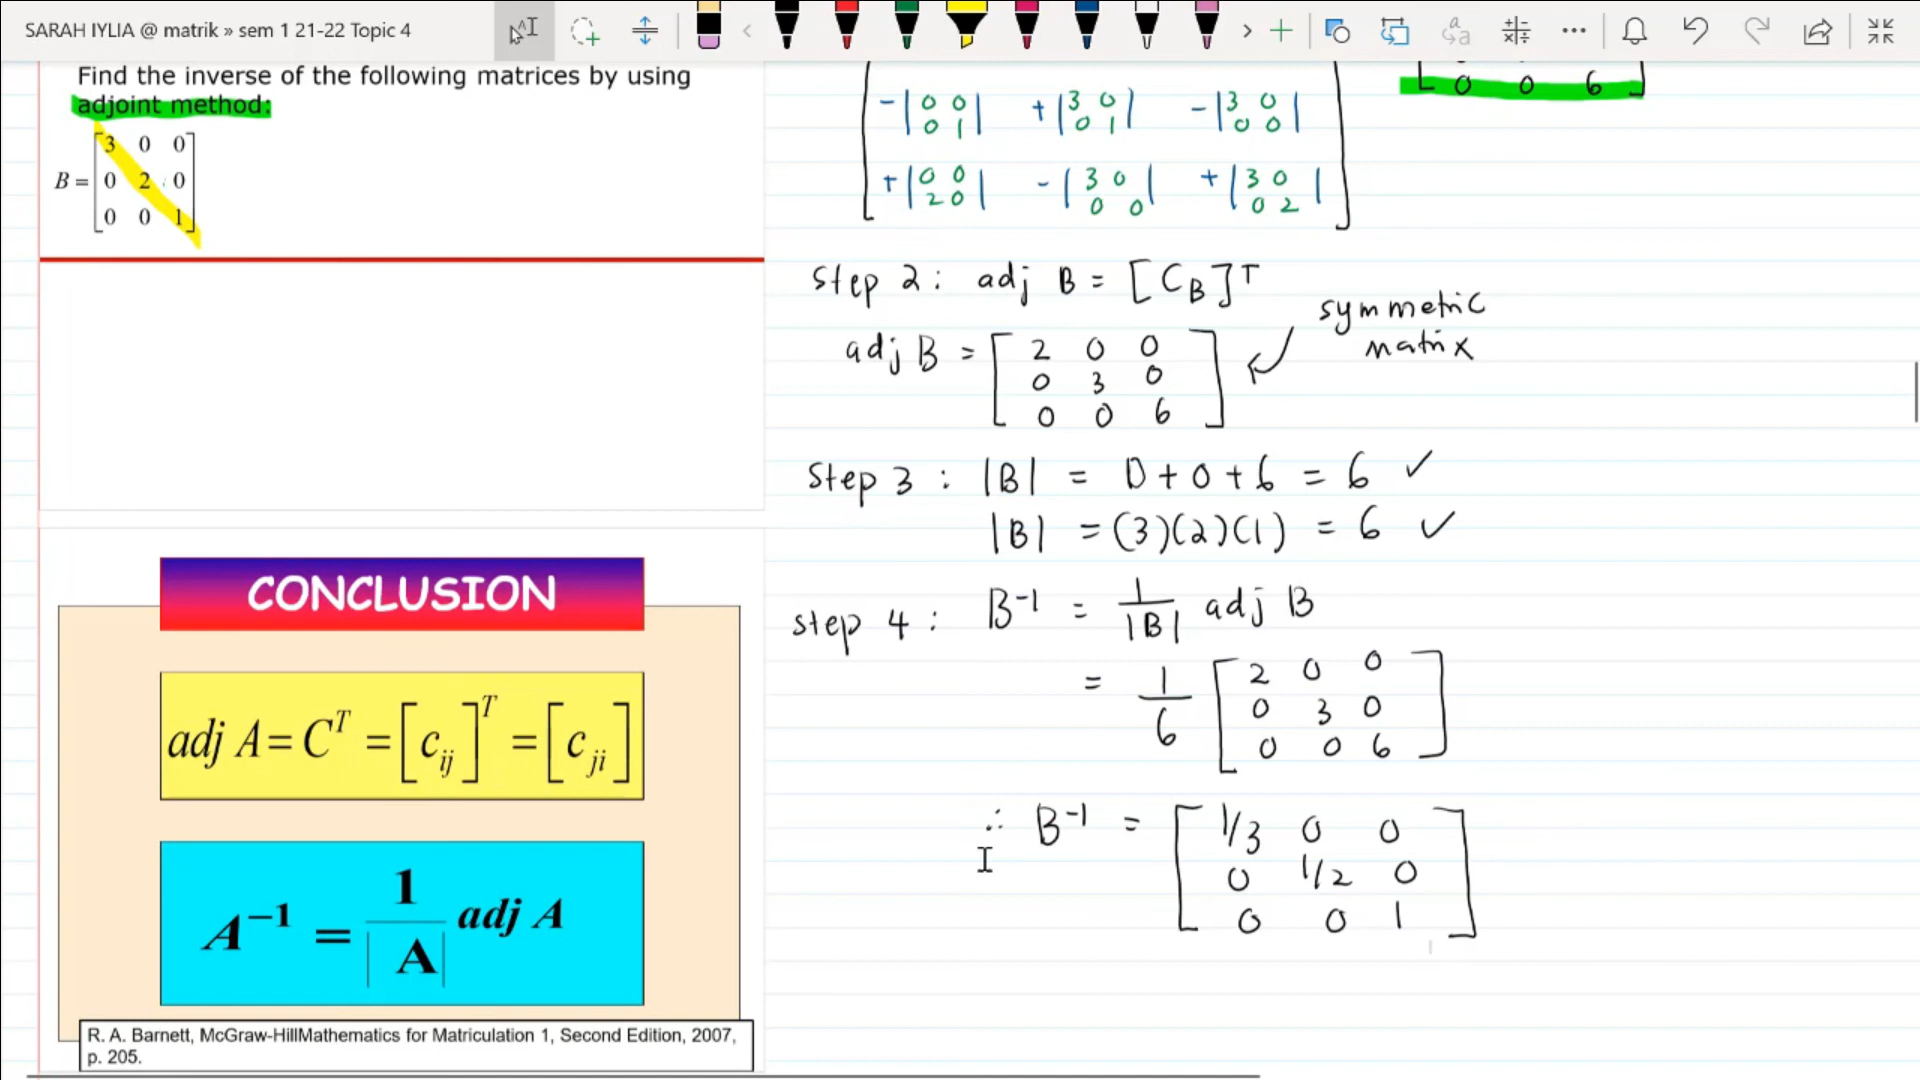 SARAH IYLIA @ matrik » sem 1 21-22 Topic 4
Find the inverse of the following matrices by using
adjoint method:
B = [3 0 0
0 2 0
0 0 1]
CONCLUSION
adj A = C^T = [c_ij]^T = [c_ji]
A^−1 = 1/|A| adj A
R. A. Barnett, McGraw-HillMathematics for Matriculation 1, Second Edition, 2007,
p. 205.
0 0 6]
-|0 0; 0 1| +|3 0; 0 1| -|3 0; 0 0|
+|0 0; 2 0| -|3 0; 0 0| +|3 0; 0 2|
Step 2: adj B = [C_B]^T
symmetric
matrix
adj B = [2 0 0
0 3 0
0 0 6]
Step 3: |B| = 0 + 0 + 6 = 6 ✓
|B| = (3)(2)(1) = 6 ✓
step 4: B^-1 = 1/|B| adj B
= 1/6 [2 0 0
0 3 0
0 0 6]
∴ B^-1 = [1/3 0 0
0 1/2 0
0 0 1]